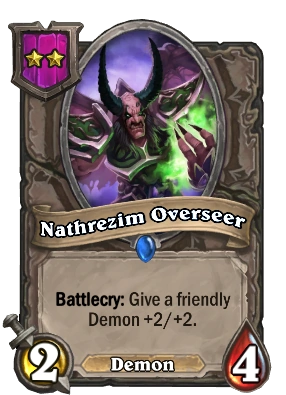 Nathrezim Overseer
Battlecry: Give a friendly
Demon +2/+2.
2
Demon
4